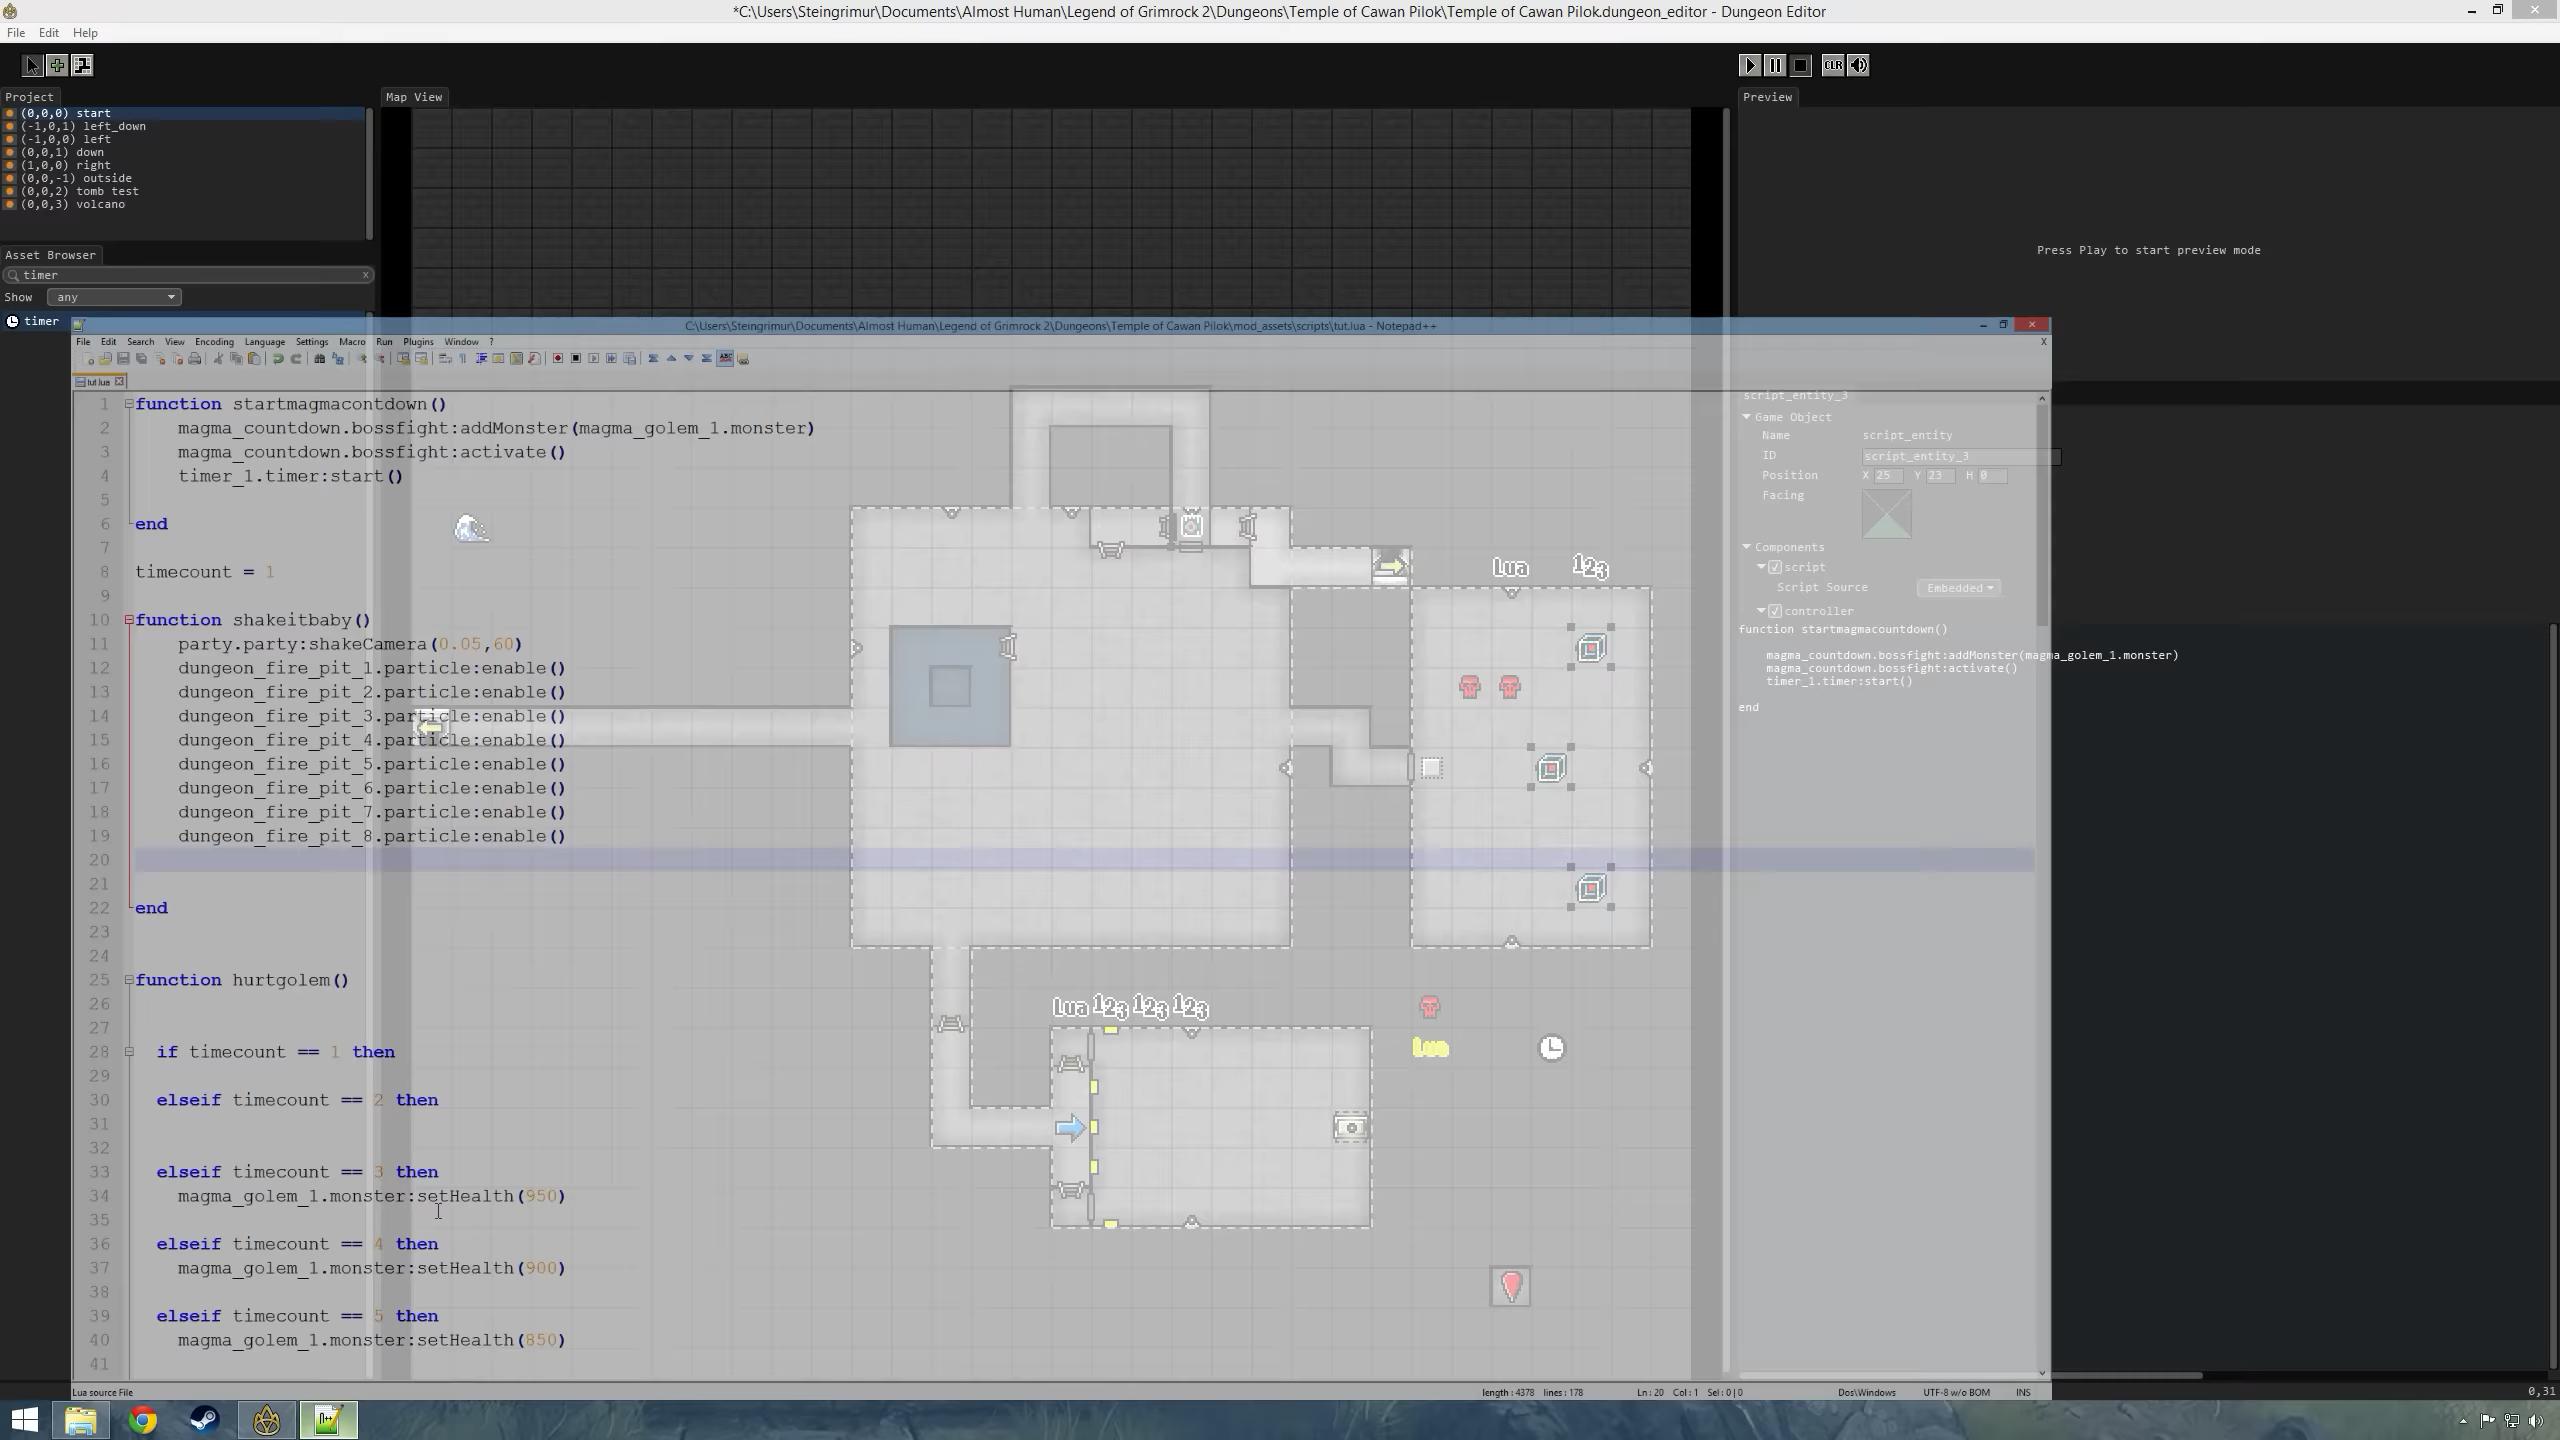 *C:\Users\Steingrimur\Documents\Almost Human\Legend of Grimrock 2\Dungeons\Temple of Cawan Pilok\Temple of Cawan Pilok.dungeon_editor - Dungeon Editor
File Edit Help
CLR
Project
Map View
Preview
(0,0,0) start
(-1,0,1) left_down
(-1,0,0) left
(0,0,1) down
(1,0,0) right
(0,0,-1) outside
(0,0,2) tomb test
(0,0,3) volcano
Press Play to start preview mode
Asset Browser
timer x
Show any
timer
C:\Users\Steingrimur\Documents\Almost Human\Legend of Grimrock 2\Dungeons\Temple of Cawan Pilok\mod_assets\scripts\tut.lua - Notepad++
File Edit Search View Encoding Language Settings Macro Run Plugins Window ? X
tut.lua
1 function startmagmacontdown()
2 magma_countdown.bossfight:addMonster(magma_golem_1.monster)
3 magma_countdown.bossfight:activate()
4 timer_1.timer:start()
5
6 end
7
8 timecount = 1
9
10 function shakeitbaby()
11 party.party:shakeCamera(0.05,60)
12 dungeon_fire_pit_1.particle:enable()
13 dungeon_fire_pit_2.particle:enable()
14 dungeon_fire_pit_3.particle:enable()
15 dungeon_fire_pit_4.particle:enable()
16 dungeon_fire_pit_5.particle:enable()
17 dungeon_fire_pit_6.particle:enable()
18 dungeon_fire_pit_7.particle:enable()
19 dungeon_fire_pit_8.particle:enable()
20
21
22 end
23
24
25 function hurtgolem()
26
27
28 if timecount == 1 then
29
30 elseif timecount == 2 then
31
32
33 elseif timecount == 3 then
34 magma_golem_1.monster:setHealth(950)
35
36 elseif timecount == 4 then
37 magma_golem_1.monster:setHealth(900)
38
39 elseif timecount == 5 then
40 magma_golem_1.monster:setHealth(850)
41
Lua 123
Lua 123 123 123
Lua
script_entity_3
Game Object
Name script_entity
ID script_entity_3
Position X 25 Y 23 H 0
Facing
Components
script
Script Source Embedded
controller
function startmagmacountdown()
magma_countdown.bossfight:addMonster(magma_golem_1.monster)
magma_countdown.bossfight:activate()
timer_1.timer:start()
end
Lua source File length : 4378 lines : 178 Ln : 20 Col : 1 Sel : 0 | 0 Dos\Windows UTF-8 w/o BOM INS
0,31